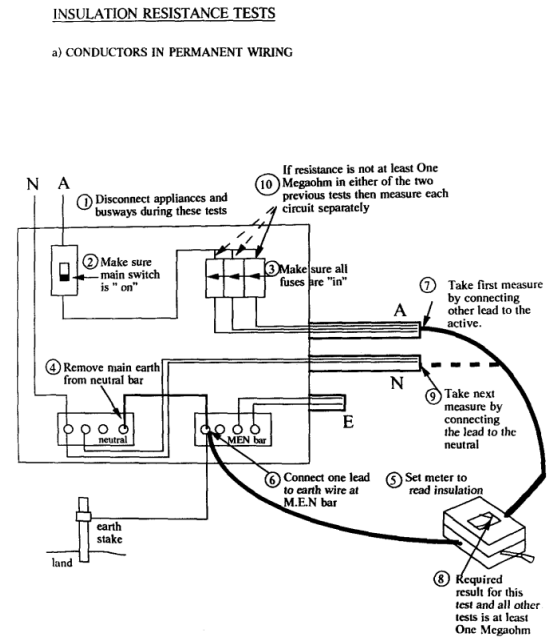 INSULATION RESISTANCE TESTS
a) CONDUCTORS IN PERMANENT WIRING
N A
1 Disconnect appliances and
busways during these tests
10 If resistance is not at least One
Megaohm in either of the two
previous tests then measure each
circuit separately
2 Make sure
main switch
is " on"
3 Make sure all
fuses are "in"
A
7 Take first measure
by connecting
other lead to the
active.
4 Remove main earth
from neutral bar
N
9 Take next
measure by
connecting
the lead to the
neutral
E
neutral
MEN bar
6 Connect one lead
to earth wire at
M.E.N bar
5 Set meter to
read insulation
earth
stake
land
8 Required
result for this
test and all other
tests is at least
One Megaohm